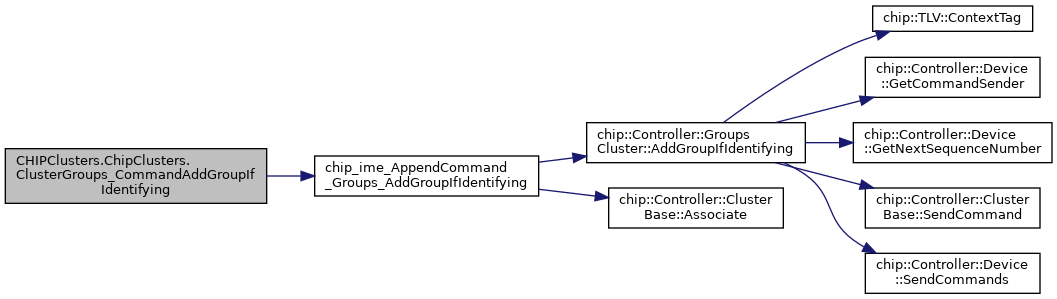 CHIPClusters.ChipClusters.
ClusterGroups_CommandAddGroupIf
Identifying
chip_ime_AppendCommand
_Groups_AddGroupIfIdentifying
chip::Controller::Groups
Cluster::AddGroupIfIdentifying
chip::Controller::Cluster
Base::Associate
chip::TLV::ContextTag
chip::Controller::Device
::GetCommandSender
chip::Controller::Device
::GetNextSequenceNumber
chip::Controller::Cluster
Base::SendCommand
chip::Controller::Device
::SendCommands